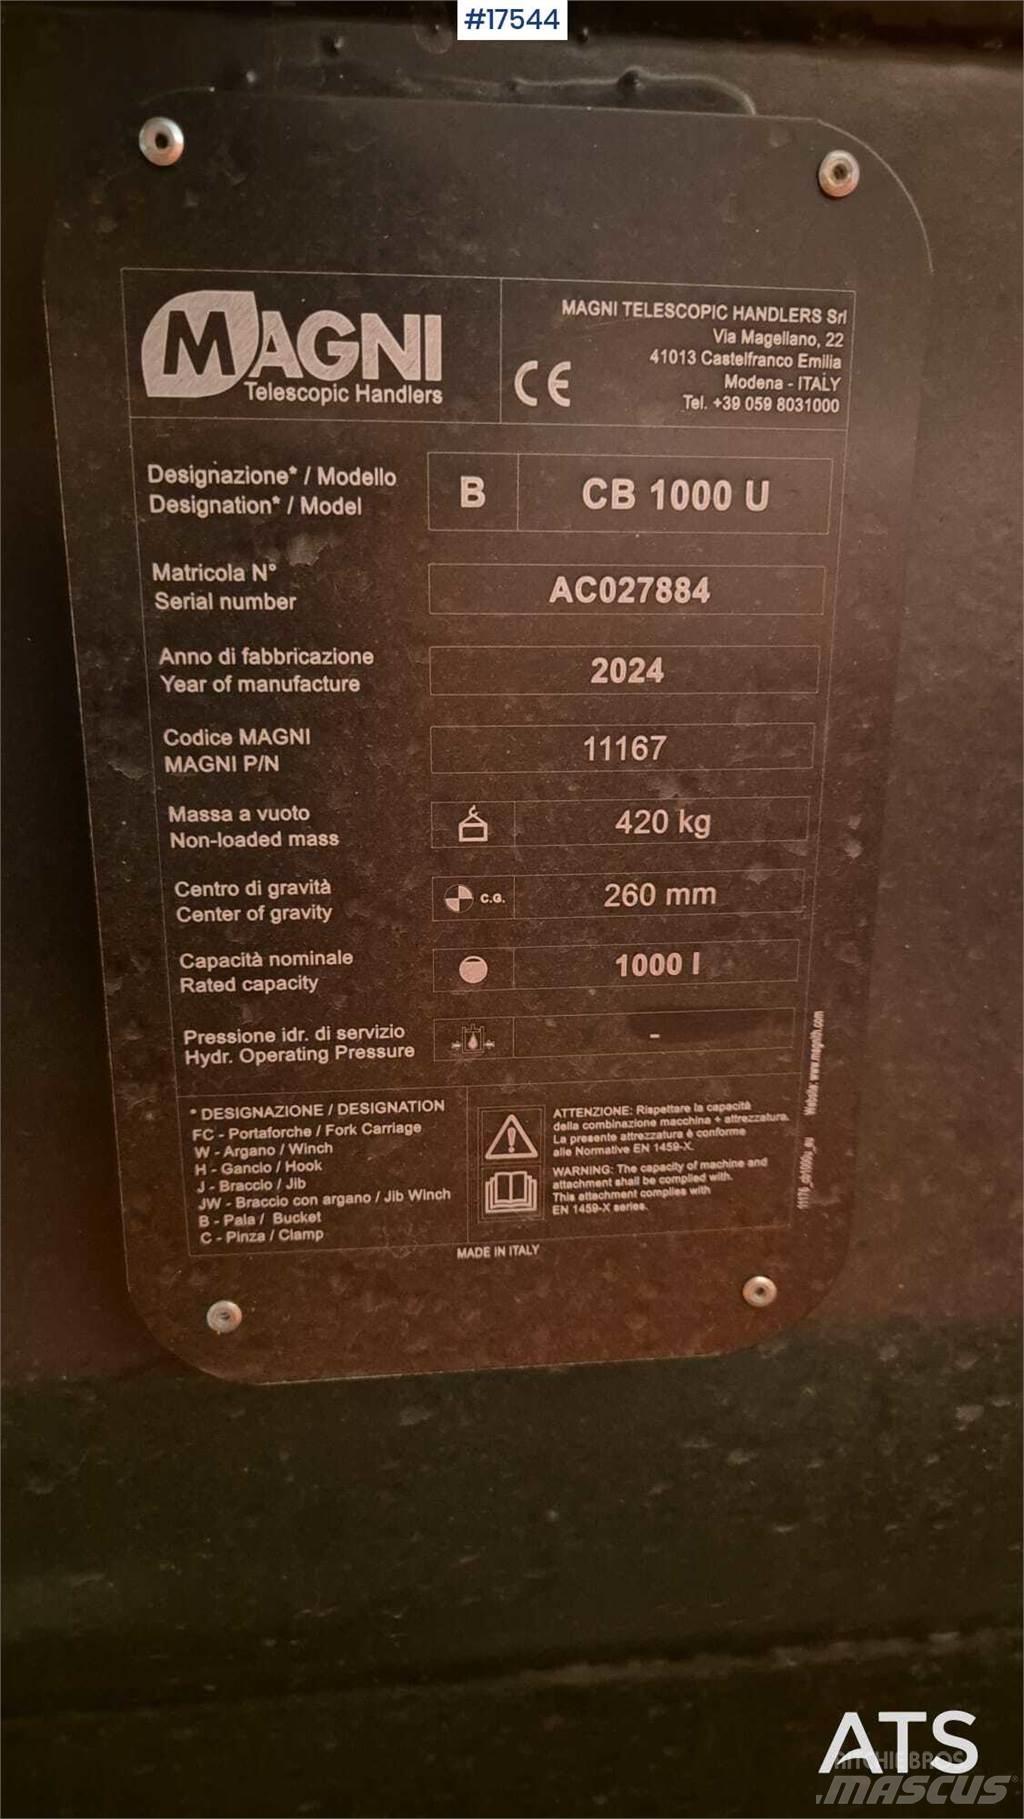 #17544
MAGNI
Telescopic Handlers
CE
MAGNI TELESCOPIC HANDLERS Srl
Via Magellano, 22
41013 Castelfranco Emilia
Modena - ITALY
Tel. +39 059 8031000
Designazione* / Modello
Designation* / Model
B
CB 1000 U
Matricola N°
Serial number
AC027884
Anno di fabbricazione
Year of manufacture
2024
Codice MAGNI
MAGNI P/N
11167
Massa a vuoto
Non-loaded mass
420 kg
Centro di gravità
Center of gravity
C.G.
260 mm
Capacità nominale
Rated capacity
1000 l
Pressione idr. di servizio
Hydr. Operating Pressure
-
* DESIGNAZIONE / DESIGNATION
FC - Portaforche / Fork Carriage
W - Argano / Winch
H - Gancio / Hook
J - Braccio / Jib
JW - Braccio con argano / Jib Winch
B - Pala / Bucket
C - Pinza / Clamp
ATTENZIONE: Rispettare la capacità
della combinazione macchina + attrezzatura.
La presente attrezzatura è conforme
alle Normative EN 1459-X.
WARNING: The capacity of machine and
attachment shall be complied with.
This attachment complies with
EN 1459-X series.
Website: www.magnith.com
MADE IN ITALY
ATS
RITCHIE BROS
MASCUS